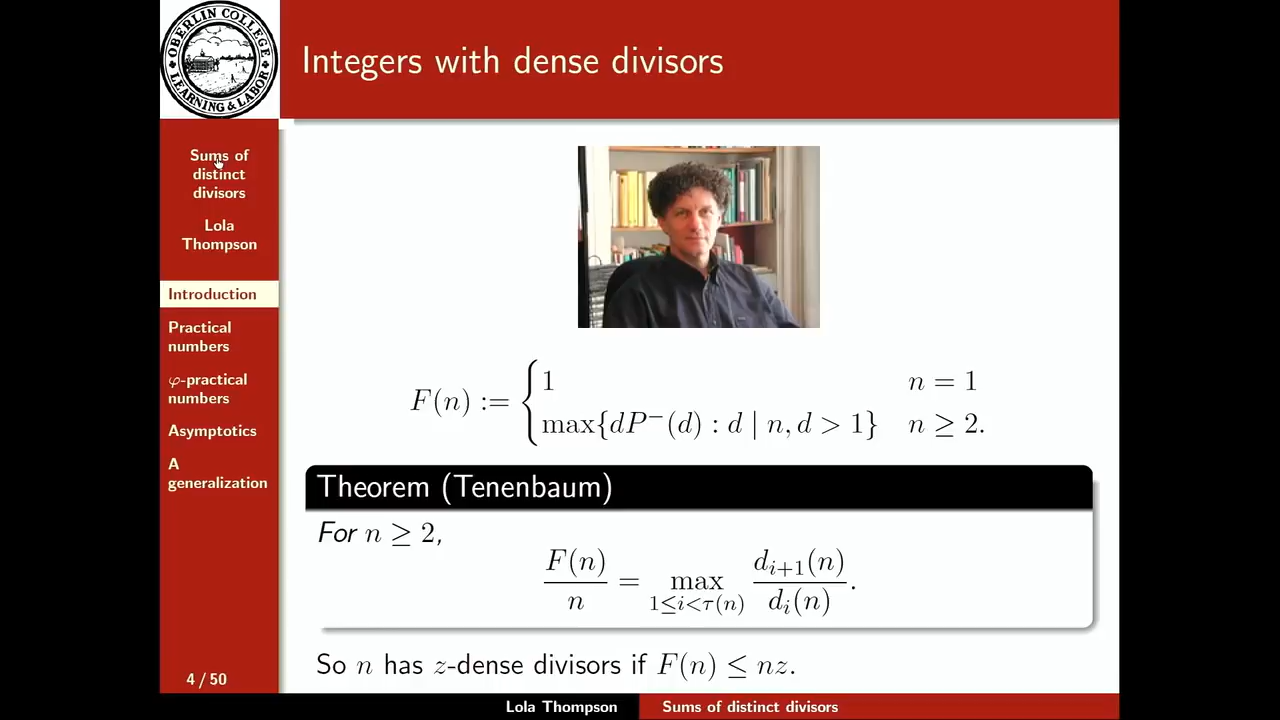 OBERLIN COLLEGE
LEARNING & LABOR
Integers with dense divisors
Sums of
distinct
divisors
Lola
Thompson
Introduction
Practical
numbers
φ-practical
numbers
Asymptotics
A
generalization
4 / 50
F(n) := { 1 n = 1
max{dP⁻(d) : d | n, d > 1} n ≥ 2.
Theorem (Tenenbaum)
For n ≥ 2,
F(n)/n = max_{1≤i<τ(n)} d_{i+1}(n)/d_i(n).
So n has z-dense divisors if F(n) ≤ nz.
Lola Thompson Sums of distinct divisors